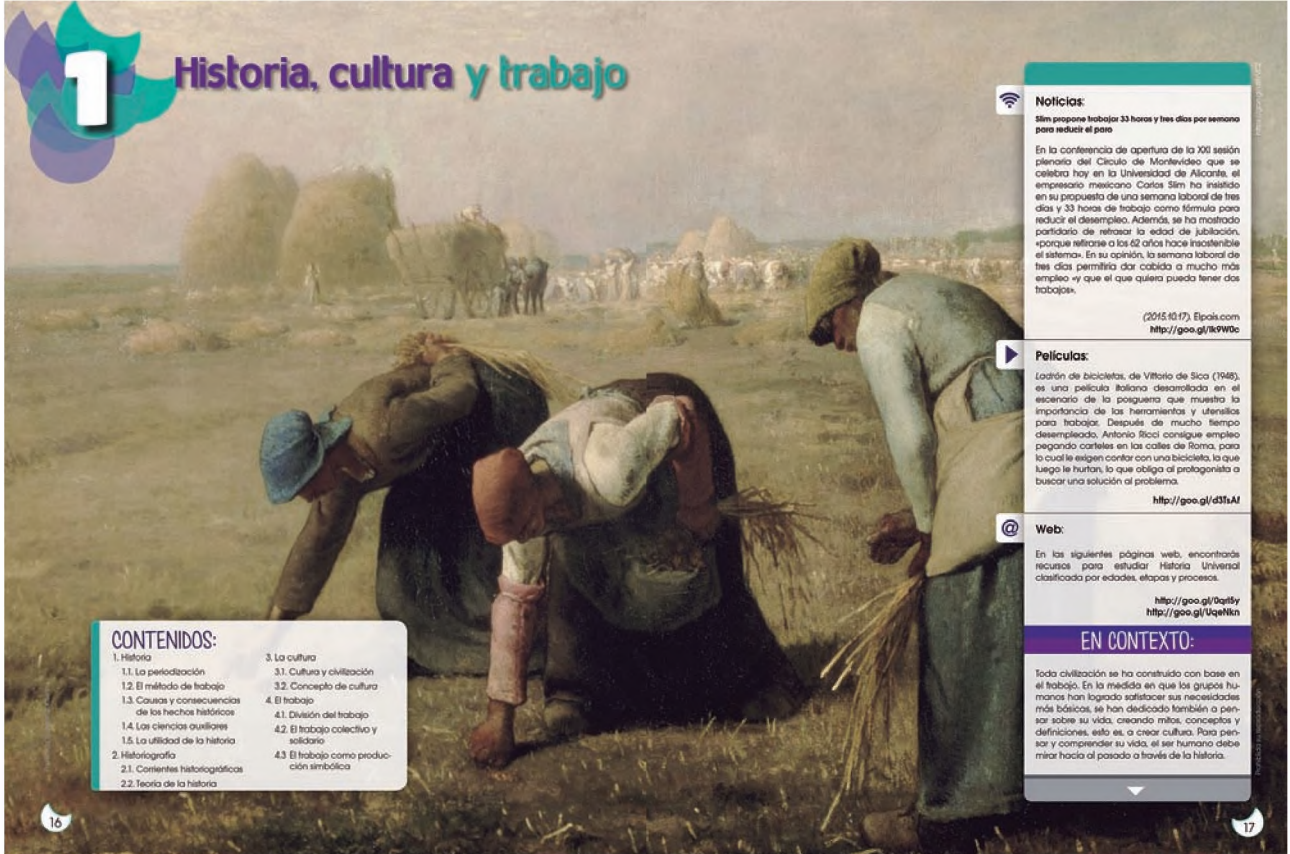 1
Historia, cultura y trabajo
CONTENIDOS:
1. Historia
1.1. La periodización
1.2. El método de trabajo
1.3. Causas y consecuencias
de los hechos históricos
1.4. Las ciencias auxiliares
1.5. La utilidad de la historia
2. Historiografía
2.1. Corrientes historiográficas
2.2. Teoría de la historia
3. La cultura
3.1. Cultura y civilización
3.2. Concepto de cultura
4. El trabajo
4.1. División del trabajo
4.2. El trabajo colectivo y
solidario
4.3 El trabajo como produc-
ción simbólica
16
Noticias:
Slim propone trabajar 33 horas y tres días por semana
para reducir el paro
En la conferencia de apertura de la XXI sesión
plenaria del Círculo de Montevideo que se
celebra hoy en la Universidad de Alicante, el
empresario mexicano Carlos Slim ha insistido
en su propuesta de una semana laboral de tres
días y 33 horas de trabajo como fórmula para
reducir el desempleo. Además, se ha mostrado
partidario de retrasar la edad de jubilación,
«porque retirarse a los 62 años hace insostenible
el sistema». En su opinión, la semana laboral de
tres días permitiría dar cabida a mucho más
empleo «y que el que quiera pueda tener dos
trabajos».
(2015.10.17). Elpais.com
http://goo.gl/Ik9W0c
Películas:
Ladrón de bicicletas, de Vittorio de Sica (1948),
es una película italiana desarrollada en el
escenario de la posguerra que muestra la
importancia de las herramientas y utensilios
para trabajar. Después de mucho tiempo
desempleado, Antonio Ricci consigue empleo
pegando carteles en las calles de Roma, para
lo cual le exigen contar con una bicicleta, la que
luego le hurtan, lo que obliga al protagonista a
buscar una solución al problema.
http://goo.gl/d3TsAf
@
Web:
En las siguientes páginas web, encontrarás
recursos para estudiar Historia Universal
clasificada por edades, etapas y procesos.
http://goo.gl/0qrI5y
http://goo.gl/UqeNkn
EN CONTEXTO:
Toda civilización se ha construido con base en
el trabajo. En la medida en que los grupos hu-
manos han logrado satisfacer sus necesidades
más básicas, se han dedicado también a pen-
sar sobre su vida, creando mitos, conceptos y
definiciones, esto es, a crear cultura. Para pen-
sar y comprender su vida, el ser humano debe
mirar hacia al pasado a través de la historia.
17